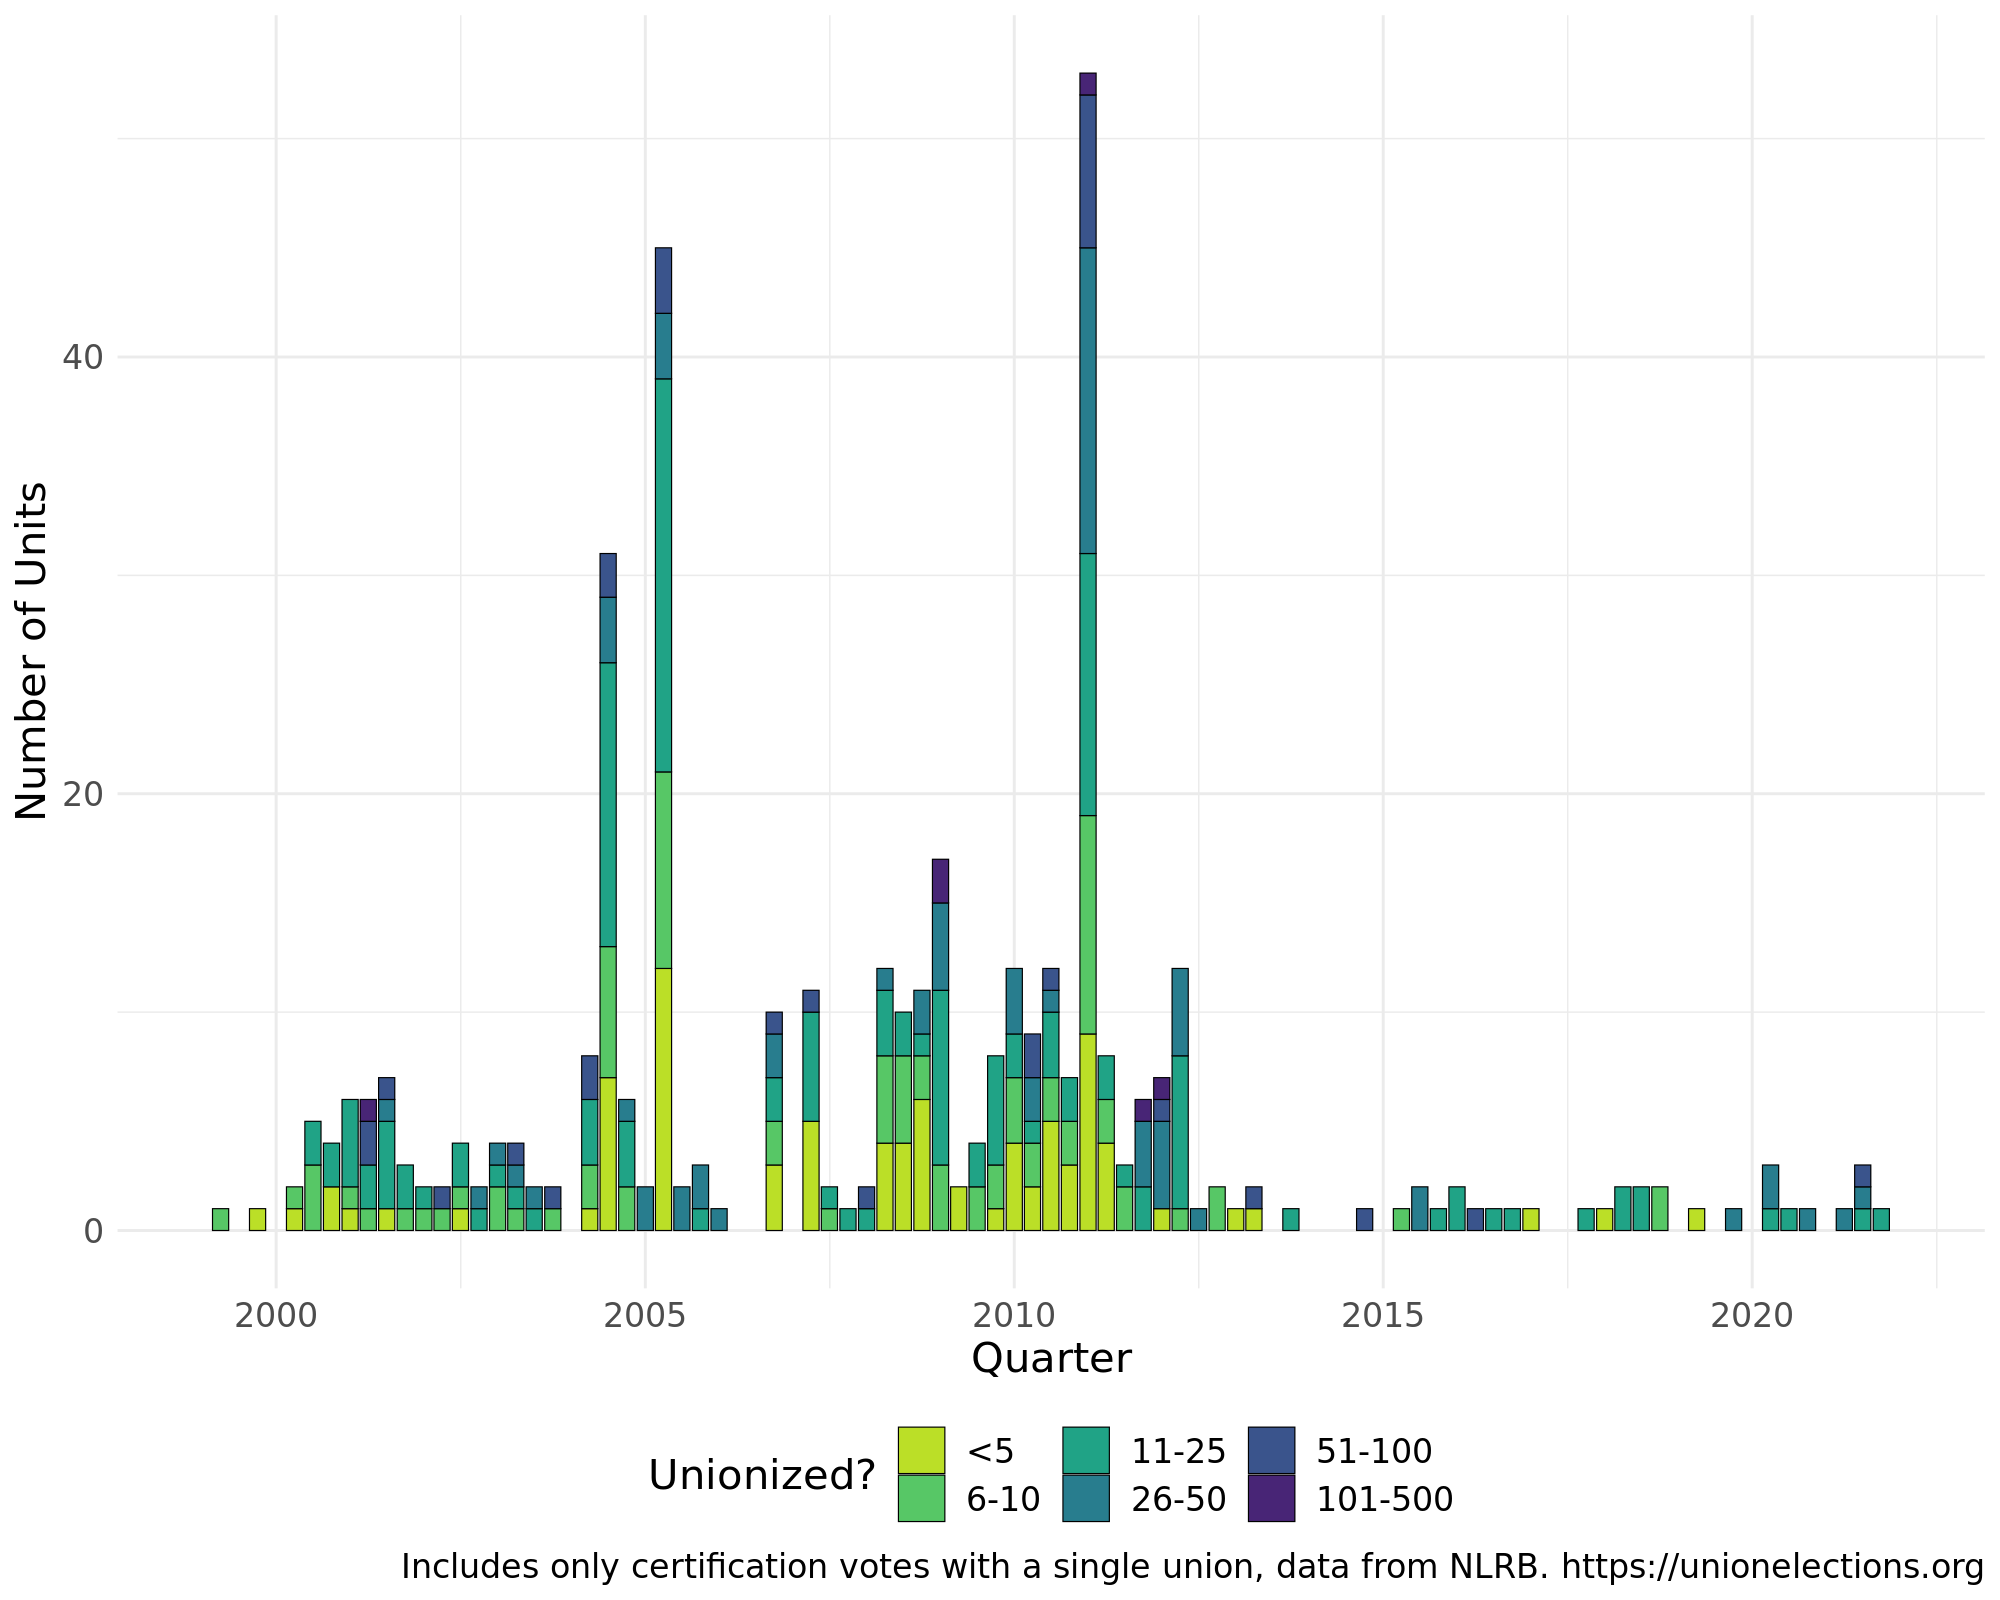 Number of Units
40
20
0
2000 2005 2010 2015 2020
Quarter
Unionized?
<5 11-25 51-100
6-10 26-50 101-500
Includes only certification votes with a single union, data from NLRB. https://unionelections.org